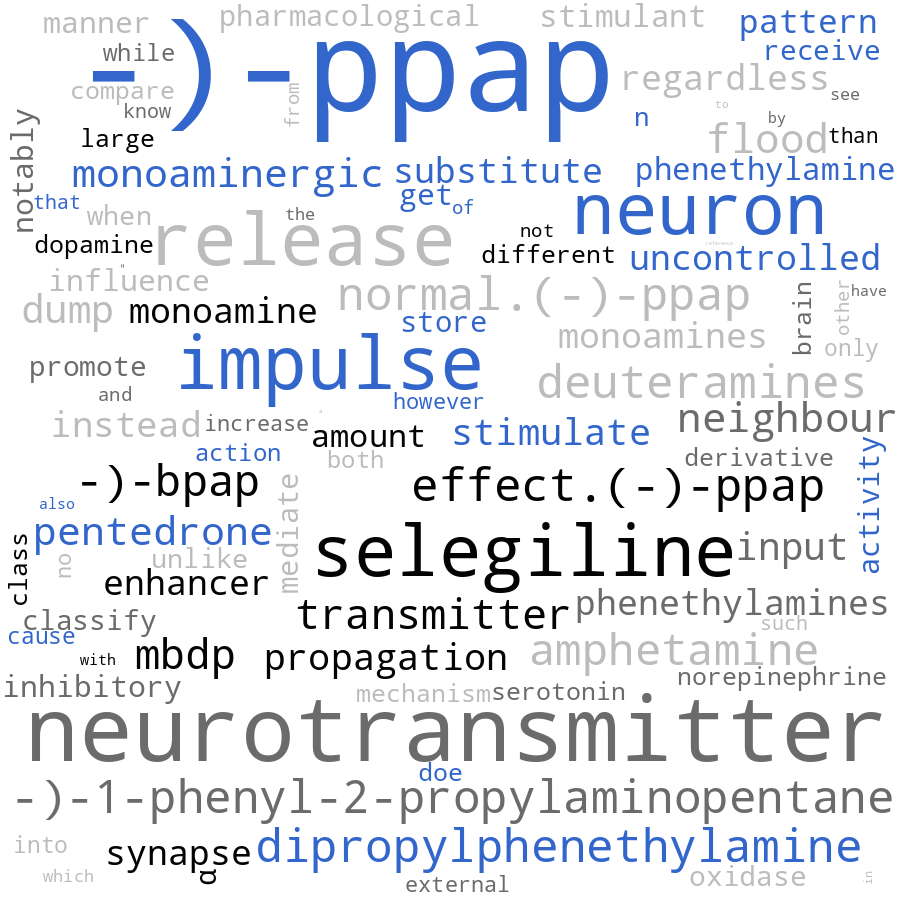 manner
pharmacological
stimulant
pattern
while
-)-ppap
receive
compare
from
regardless
know
see
to
notably
large
n
by
flood
than
monoaminergic
substitute
phenethylamine
that
when
get
of
neuron
the
release
not
dopamine
different
uncontrolled
reference
influence
normal.(-)-ppap
brain
other
have
dump
monoamine
store
monoamines
only
promote
impulse
deuteramines
and
however
instead
increase
amount
stimulate
neighbour
action
both
derivative
activity
-)-bpap
mediate
effect.(-)-ppap
also
pentedrone
selegiline
input
class
no
unlike
enhancer
classify
transmitter
phenethylamines
cause
such
with
mbdp
propagation
amphetamine
inhibitory
mechanism
serotonin
norepinephrine
neurotransmitter
doe
-)-1-phenyl-2-propylaminopentane
into
synapse
dipropylphenethylamine
which
g
external
oxidase
in